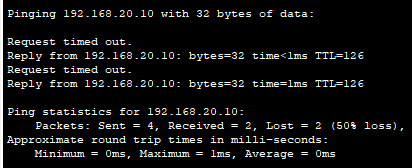 Pinging 192.168.20.10 with 32 bytes of data:
Request timed out.
Reply from 192.168.20.10: bytes=32 time<1ms TTL=126
Request timed out.
Reply from 192.168.20.10: bytes=32 time=1ms TTL=126
Ping statistics for 192.168.20.10:
Packets: Sent = 4, Received = 2, Lost = 2 (50% loss),
Approximate round trip times in milli-seconds:
Minimum = 0ms, Maximum = 1ms, Average = 0ms